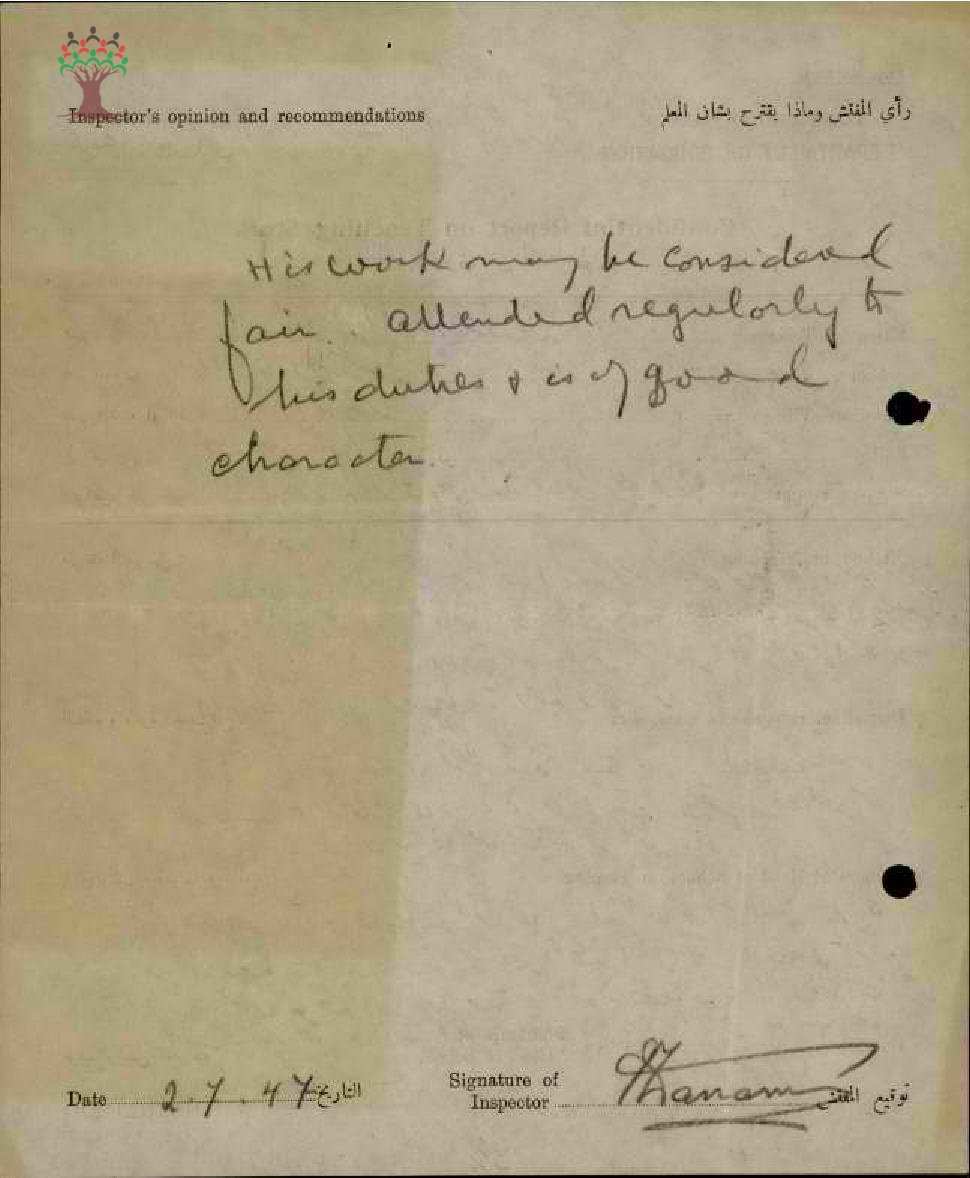 Inspector's opinion and recommendations
رأي المفتش وماذا يقترح بشان المعلم
His work may be considered
fair. attended regularly to
his duties & is of good
character.
Date 2.7.47 التاريخ
Signature of
Inspector توقيع المفتش